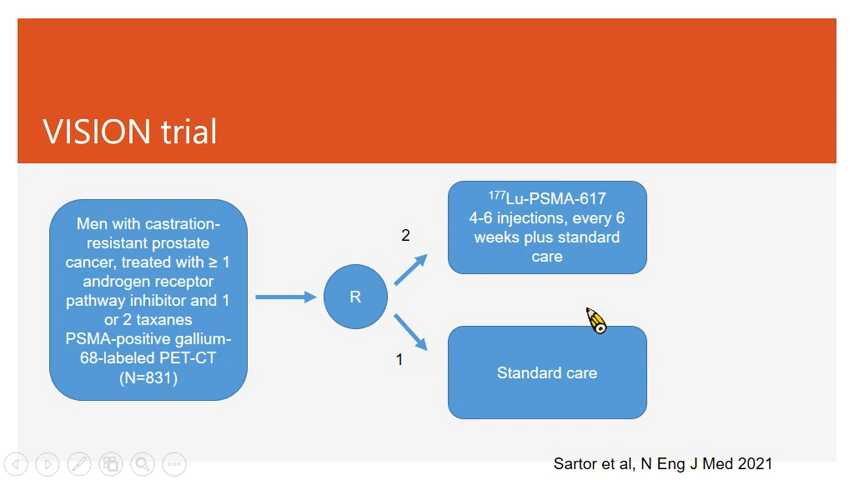 VISION trial
Men with castration-
resistant prostate
cancer, treated with ≥ 1
androgen receptor
pathway inhibitor and 1
or 2 taxanes
PSMA-positive gallium-
68-labeled PET-CT
(N=831)
R
2
1
¹⁷⁷Lu-PSMA-617
4-6 injections, every 6
weeks plus standard
care
Standard care
Sartor et al, N Eng J Med 2021